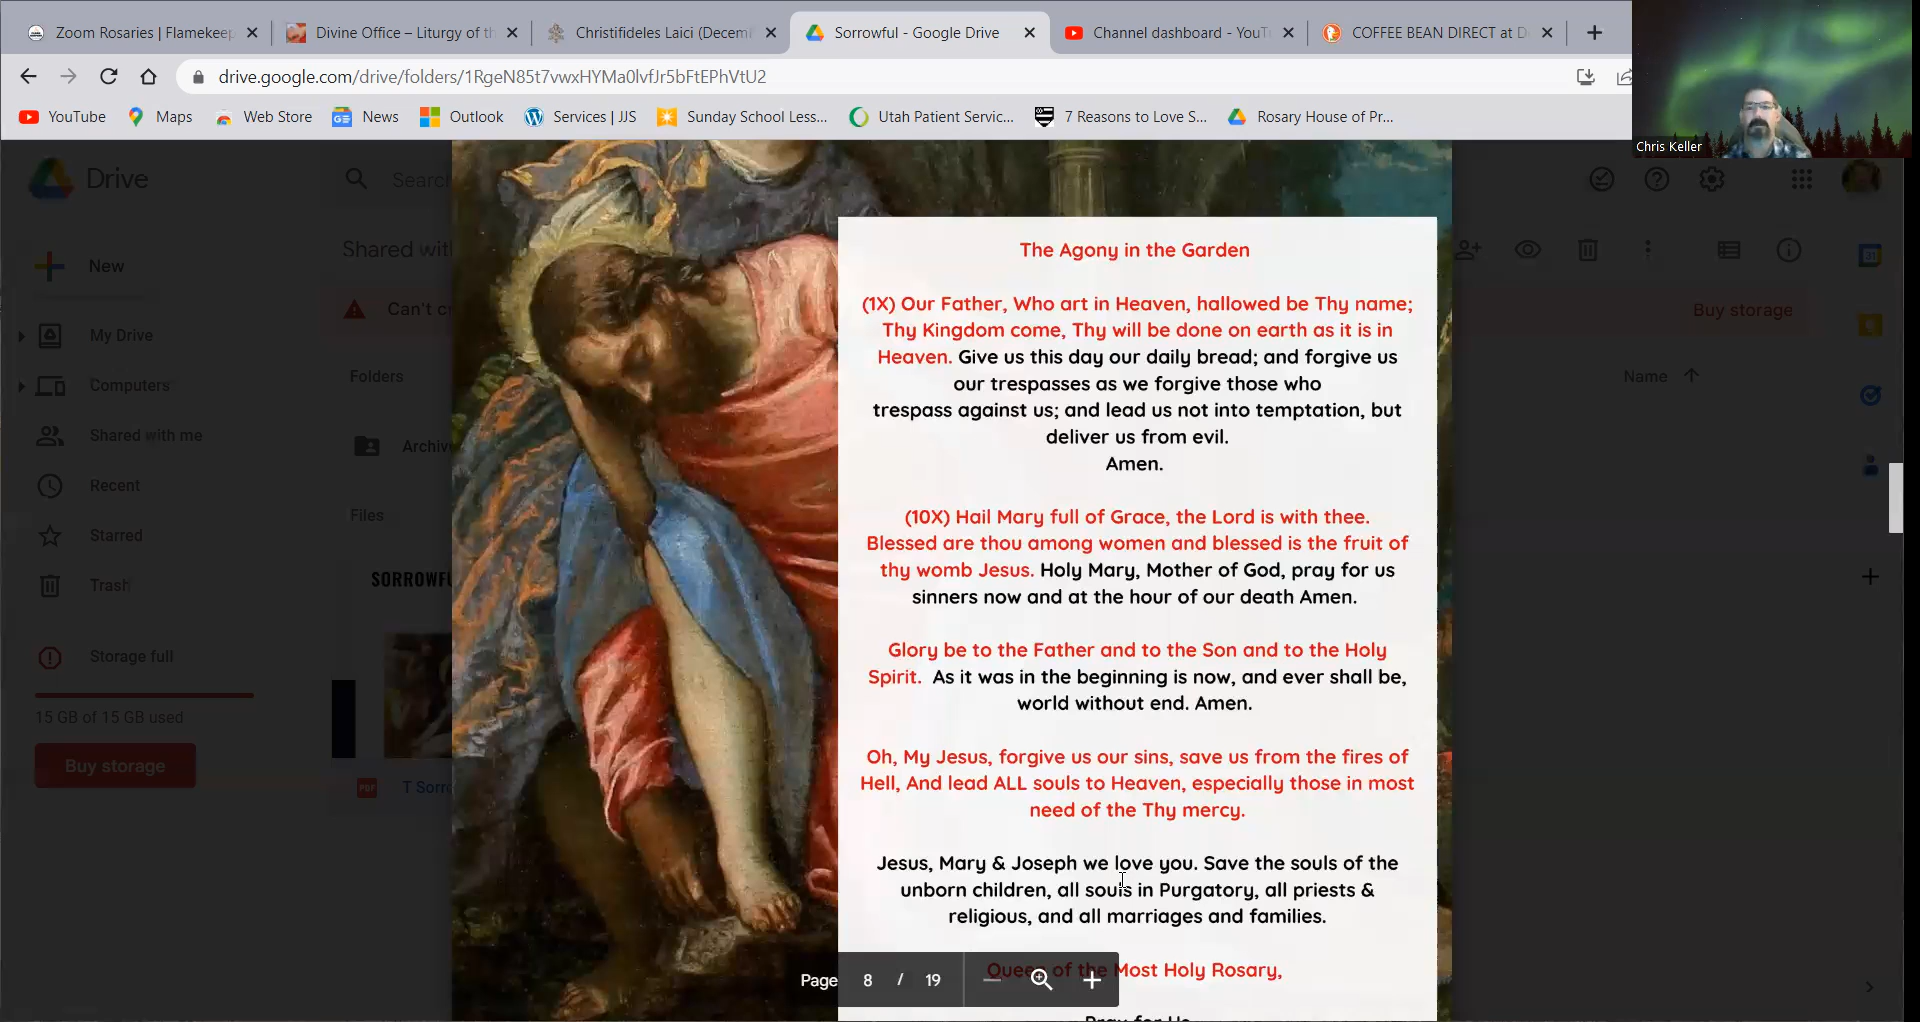 Zoom Rosaries | Flamekeep
Divine Office – Liturgy of th
Christifideles Laici (Decem
Sorrowful - Google Drive
Channel dashboard - YouT
COFFEE BEAN DIRECT at D
drive.google.com/drive/folders/1RgeN85t7vwxHYMa0lvfJr5bFtEPhVtU2
YouTube
Maps
Web Store
News
Outlook
Services | JJS
Sunday School Less...
Utah Patient Servic...
7 Reasons to Love S...
Rosary House of Pr...
Chris Keller
Drive
Searc
New
Shared with
Can't c
Buy storage
My Drive
Computers
Shared with me
Recent
Starred
Trash
Storage full
15 GB of 15 GB used
Buy storage
Folders
Name
Archiv
Files
SORROWFU
PDF
T Sorro
The Agony in the Garden
(1X) Our Father, Who art in Heaven, hallowed be Thy name;
Thy Kingdom come, Thy will be done on earth as it is in
Heaven. Give us this day our daily bread; and forgive us
our trespasses as we forgive those who
trespass against us; and lead us not into temptation, but
deliver us from evil.
Amen.
(10X) Hail Mary full of Grace, the Lord is with thee.
Blessed are thou among women and blessed is the fruit of
thy womb Jesus. Holy Mary, Mother of God, pray for us
sinners now and at the hour of our death Amen.
Glory be to the Father and to the Son and to the Holy
Spirit. As it was in the beginning is now, and ever shall be,
world without end. Amen.
Oh, My Jesus, forgive us our sins, save us from the fires of
Hell, And lead ALL souls to Heaven, especially those in most
need of the Thy mercy.
Jesus, Mary & Joseph we love you. Save the souls of the
unborn children, all souls in Purgatory, all priests &
religious, and all marriages and families.
Queen of the Most Holy Rosary,
Page 8 / 19
Pray for Us